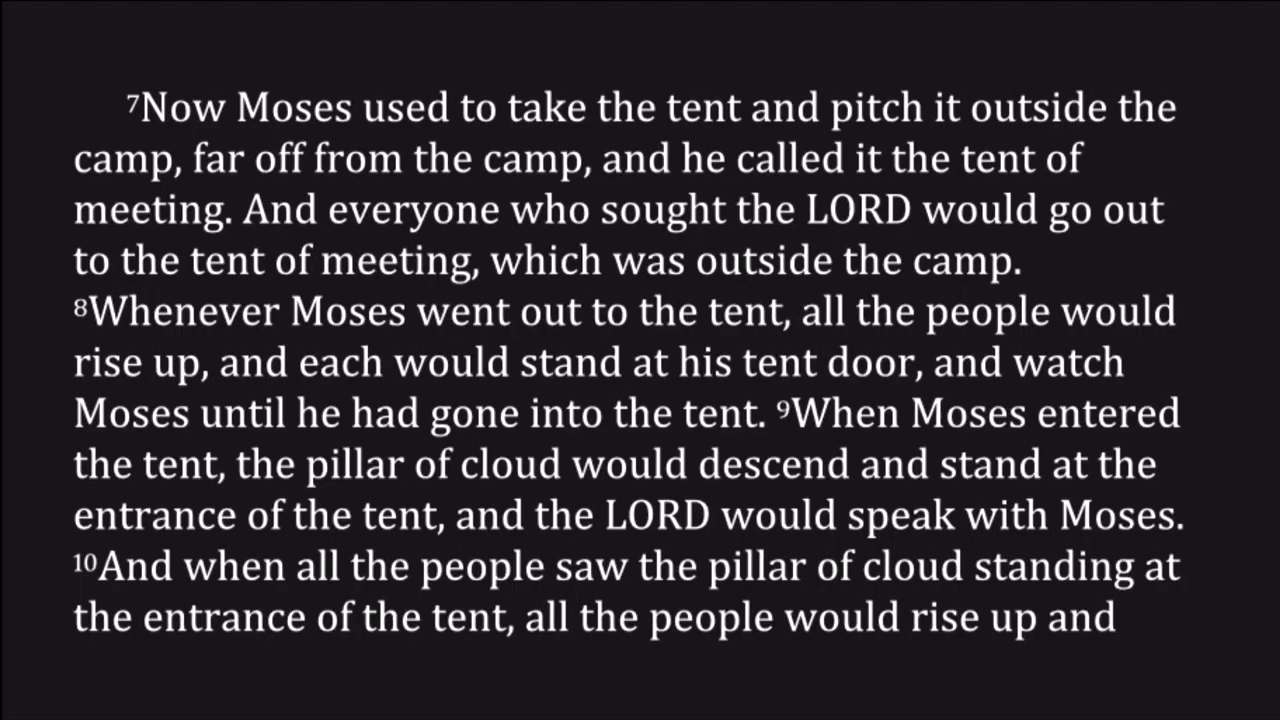 7Now Moses used to take the tent and pitch it outside the
camp, far off from the camp, and he called it the tent of
meeting. And everyone who sought the LORD would go out
to the tent of meeting, which was outside the camp.
8Whenever Moses went out to the tent, all the people would
rise up, and each would stand at his tent door, and watch
Moses until he had gone into the tent. 9When Moses entered
the tent, the pillar of cloud would descend and stand at the
entrance of the tent, and the LORD would speak with Moses.
10And when all the people saw the pillar of cloud standing at
the entrance of the tent, all the people would rise up and